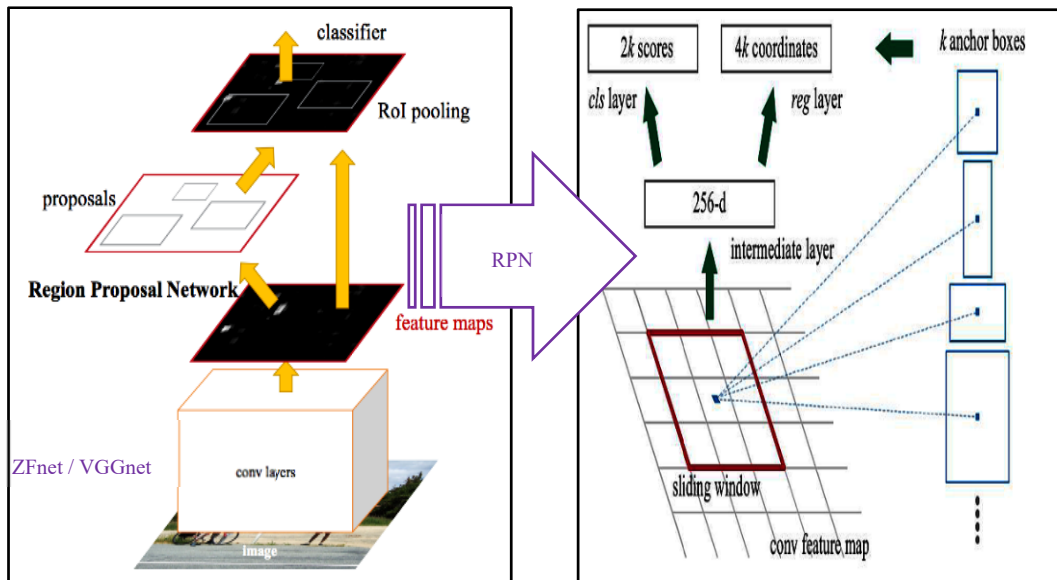 classifier
RoI pooling
proposals
Region Proposal Network
feature maps
ZFnet / VGGnet
conv layers
image
RPN
2k scores
4k coordinates
k anchor boxes
cls layer
reg layer
256-d
intermediate layer
sliding window
conv feature map